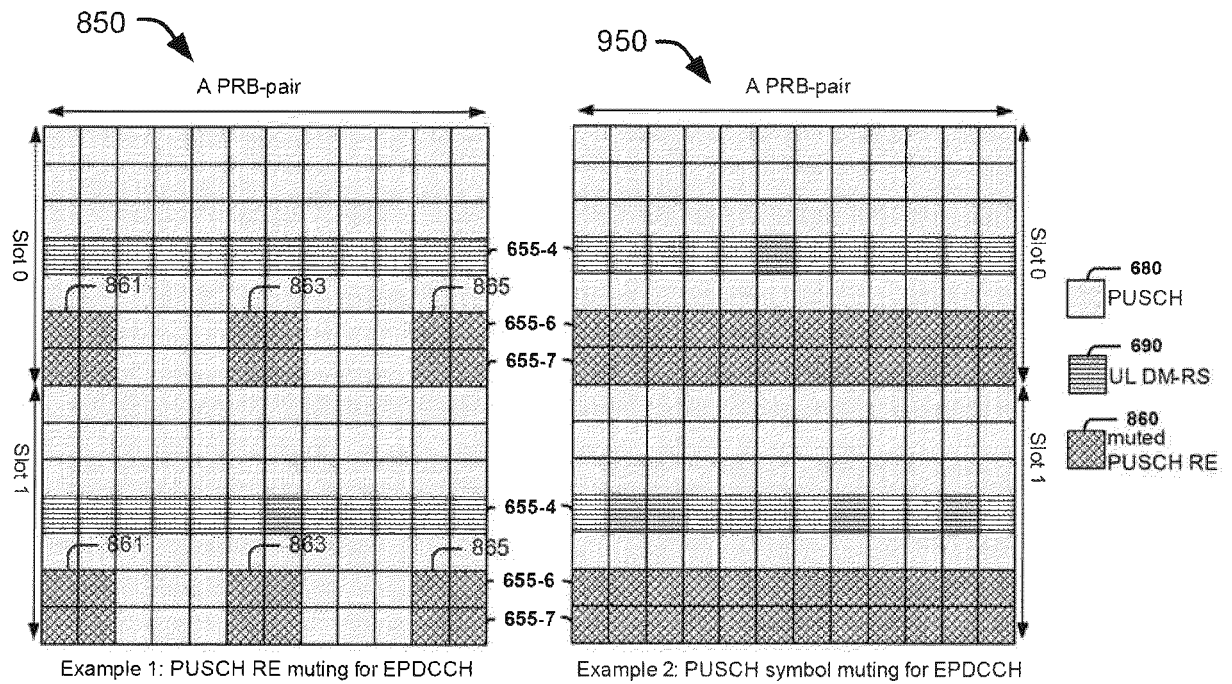 850
950
A PRB-pair
A PRB-pair
Slot 0
655-4
Slot 0
861
863
865
655-6
655-7
680
PUSCH
690
UL DM-RS
860
muted
PUSCH RE
Slot 1
655-4
Slot 1
861
863
865
655-6
655-7
Example 1: PUSCH RE muting for EPDCCH
Example 2: PUSCH symbol muting for EPDCCH